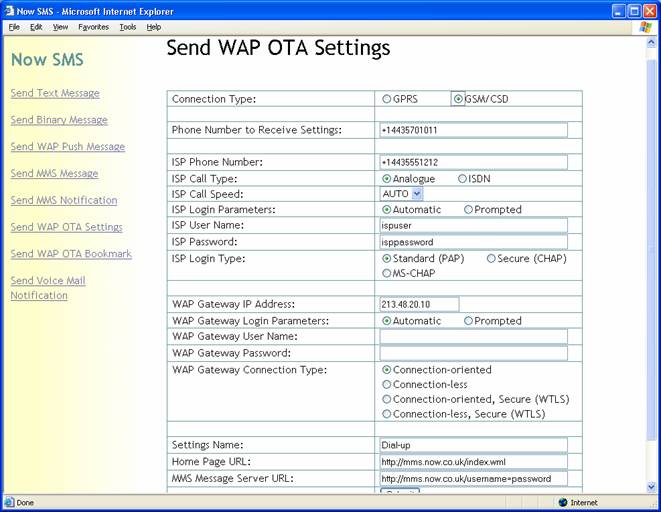 Now SMS - Microsoft Internet Explorer
File Edit View Favorites Tools Help
Now SMS
Send Text Message
Send Binary Message
Send WAP Push Message
Send MMS Message
Send MMS Notification
Send WAP OTA Settings
Send WAP OTA Bookmark
Send Voice Mail
Notification
Send WAP OTA Settings
Connection Type: GPRS GSM/CSD
Phone Number to Receive Settings: +14435701011
ISP Phone Number: +14435551212
ISP Call Type: Analogue ISDN
ISP Call Speed: AUTO
ISP Login Parameters: Automatic Prompted
ISP User Name: ispuser
ISP Password: isppassword
ISP Login Type: Standard (PAP) Secure (CHAP)
MS-CHAP
WAP Gateway IP Address: 213.48.20.10
WAP Gateway Login Parameters: Automatic Prompted
WAP Gateway User Name:
WAP Gateway Password:
WAP Gateway Connection Type: Connection-oriented
Connection-less
Connection-oriented, Secure (WTLS)
Connection-less, Secure (WTLS)
Settings Name: Dial-up
Home Page URL: http://mms.now.co.uk/index.wml
MMS Message Server URL: http://mms.now.co.uk/username=password
Done Internet